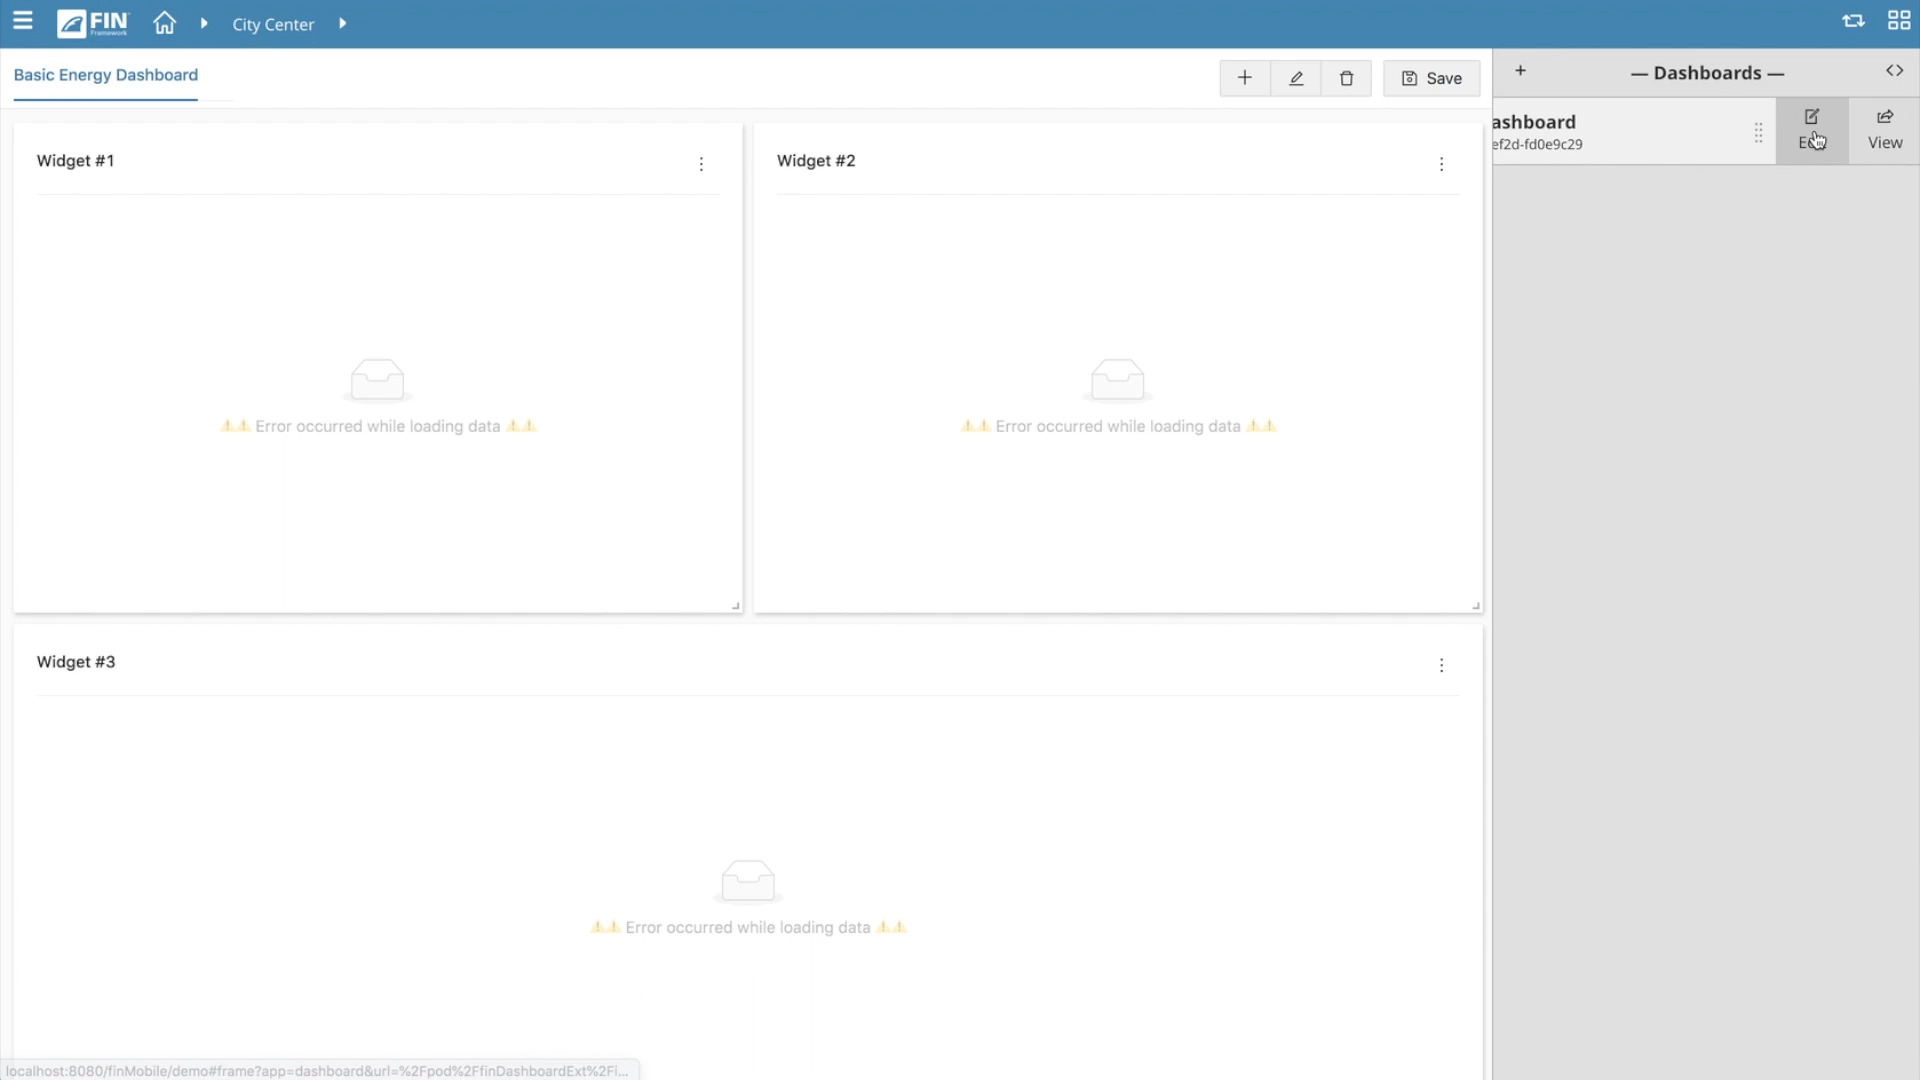 FIN
Framework
City Center
Basic Energy Dashboard
Save
— Dashboards —
ashboard
ef2d-fd0e9c29
View
Widget #1
Widget #2
Error occurred while loading data
Error occurred while loading data
Widget #3
Error occurred while loading data
localhost:8080/finMobile/demo#frame?app=dashboard&url=%2Fpod%2FfinDashboardExt%2Fi...